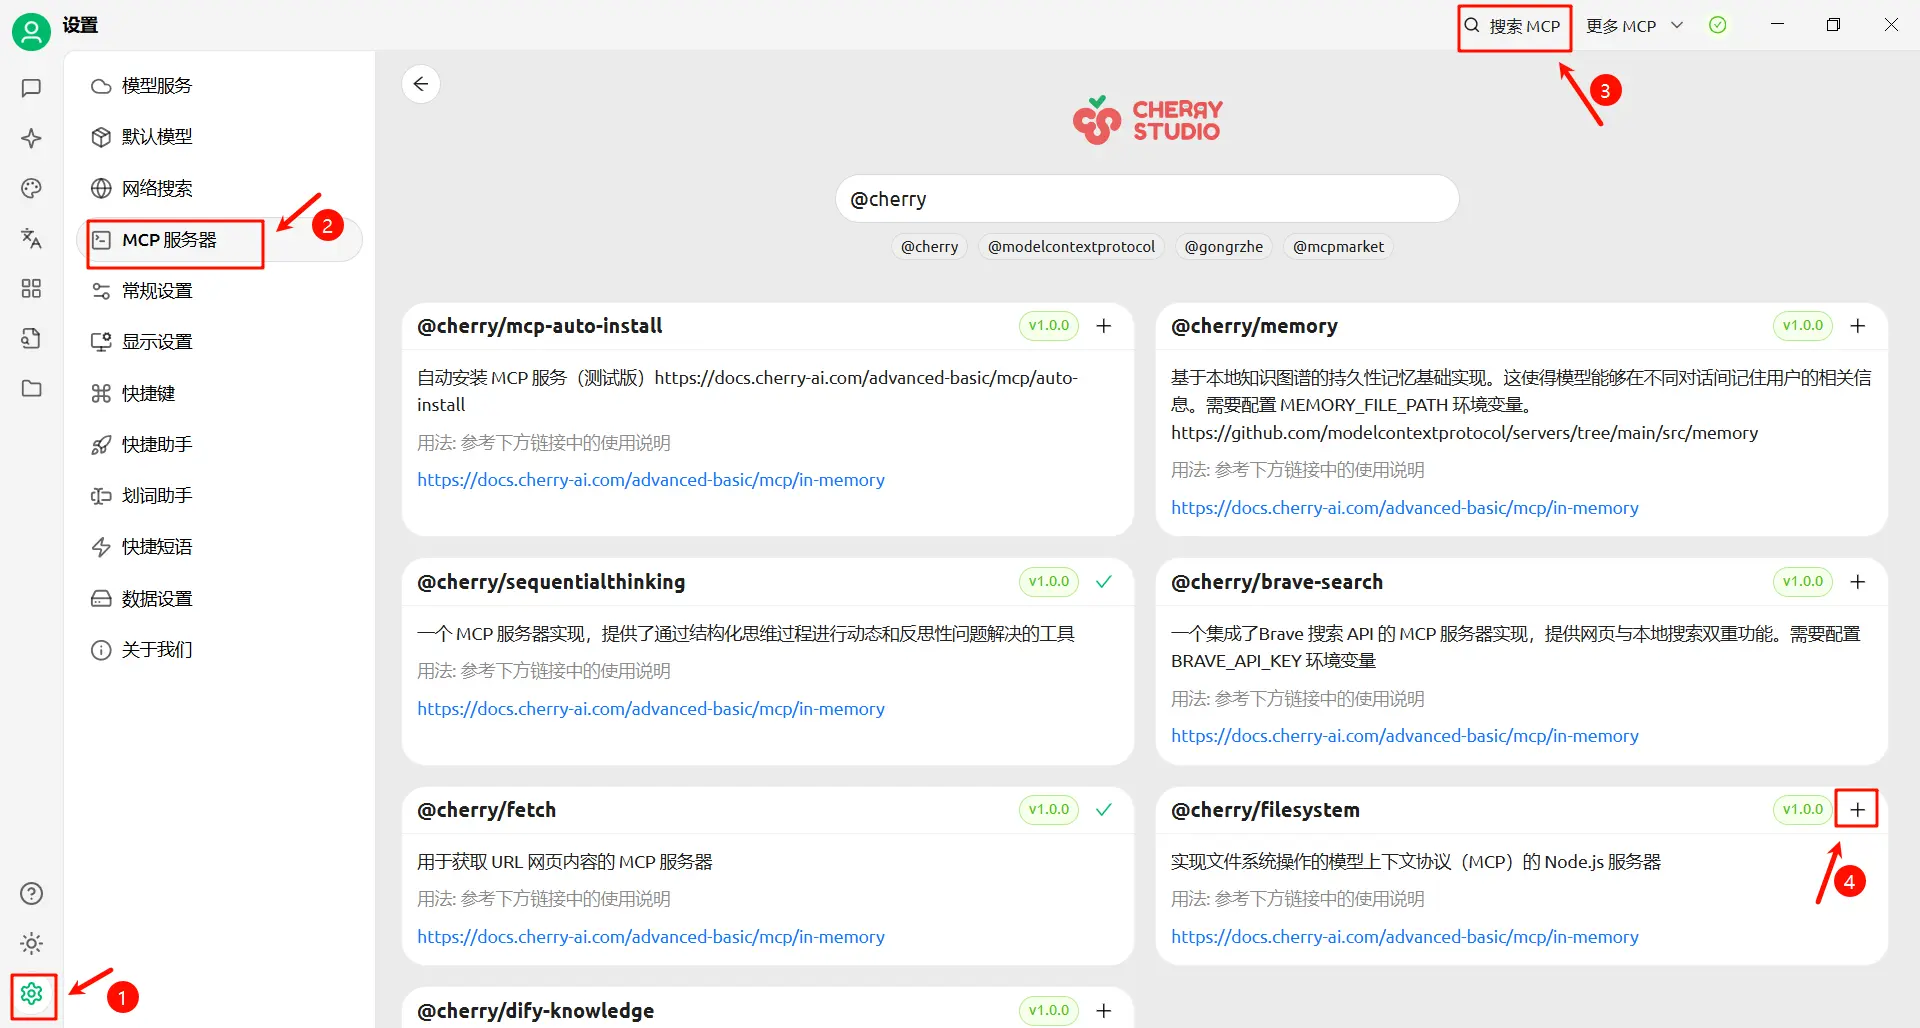 设置
搜索 MCP
更多 MCP
3
模型服务
默认模型
网络搜索
MCP 服务器
2
常规设置
显示设置
快捷键
快捷助手
划词助手
快捷短语
数据设置
关于我们
1
CHERRY
STUDIO
@cherry
@cherry
@modelcontextprotocol
@gongrzhe
@mcpmarket
@cherry/mcp-auto-install
v1.0.0
自动安装 MCP 服务（测试版）https://docs.cherry-ai.com/advanced-basic/mcp/auto-
install
用法: 参考下方链接中的使用说明
https://docs.cherry-ai.com/advanced-basic/mcp/in-memory
@cherry/memory
v1.0.0
基于本地知识图谱的持久性记忆基础实现。这使得模型能够在不同对话间记住用户的相关信
息。需要配置 MEMORY_FILE_PATH 环境变量。
https://github.com/modelcontextprotocol/servers/tree/main/src/memory
用法: 参考下方链接中的使用说明
https://docs.cherry-ai.com/advanced-basic/mcp/in-memory
@cherry/sequentialthinking
v1.0.0
一个 MCP 服务器实现，提供了通过结构化思维过程进行动态和反思性问题解决的工具
用法: 参考下方链接中的使用说明
https://docs.cherry-ai.com/advanced-basic/mcp/in-memory
@cherry/brave-search
v1.0.0
一个集成了Brave 搜索 API 的 MCP 服务器实现，提供网页与本地搜索双重功能。需要配置
BRAVE_API_KEY 环境变量
用法: 参考下方链接中的使用说明
https://docs.cherry-ai.com/advanced-basic/mcp/in-memory
@cherry/fetch
v1.0.0
用于获取 URL 网页内容的 MCP 服务器
用法: 参考下方链接中的使用说明
https://docs.cherry-ai.com/advanced-basic/mcp/in-memory
@cherry/filesystem
v1.0.0
实现文件系统操作的模型上下文协议（MCP）的 Node.js 服务器
用法: 参考下方链接中的使用说明
https://docs.cherry-ai.com/advanced-basic/mcp/in-memory
4
@cherry/dify-knowledge
v1.0.0